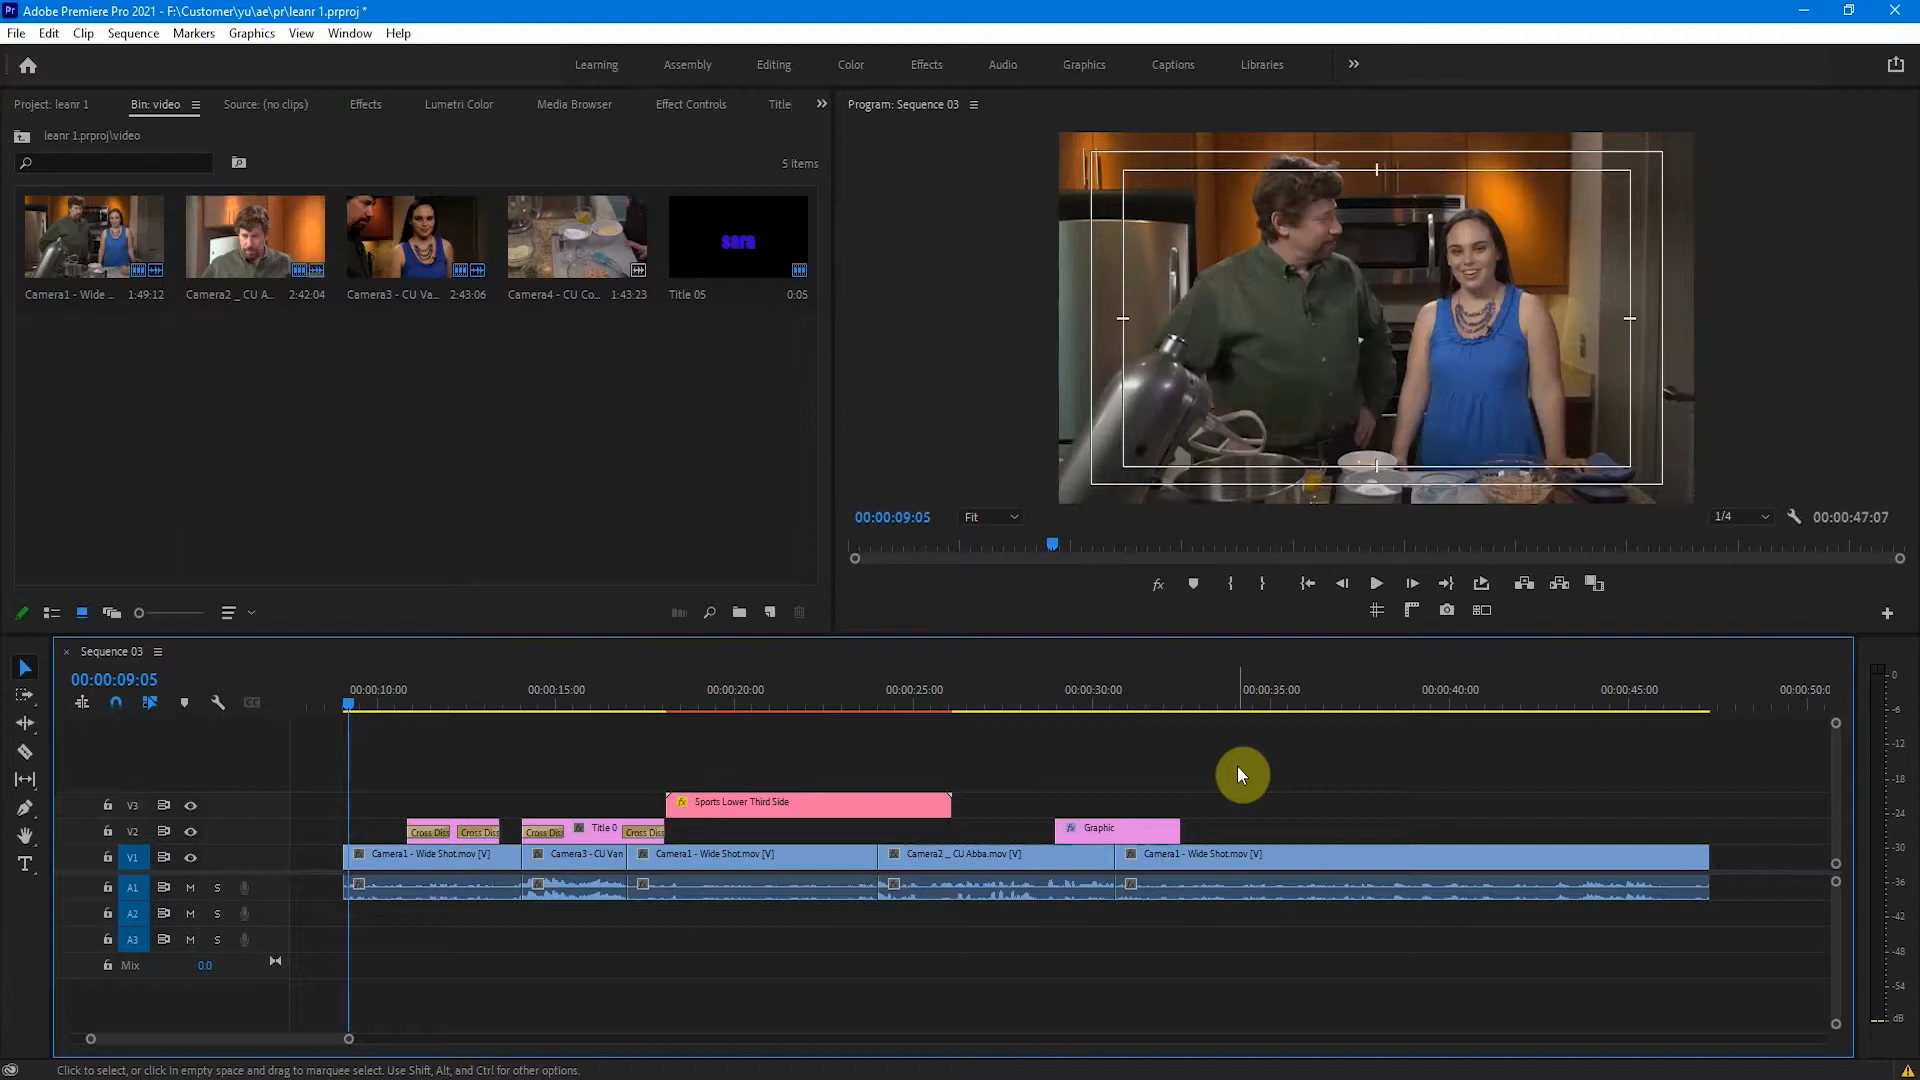 Adobe Premiere Pro 2021 - F:\Customer\yu\ae\pr\leanr 1.prproj *
File Edit Clip Sequence Markers Graphics View Window Help
Learning Assembly Editing Color Effects Audio Graphics Captions Libraries
Project: leanr 1 Bin: video Source: (no clips) Effects Lumetri Color Media Browser Effect Controls Title
Program: Sequence 03
leanr 1.prproj\video
5 items
sara
Camera1 - Wide ... 1:49:12 Camera2 _ CU A... 2:42:04 Camera3 - CU Va... 2:43:06 Camera4 - CU Co... 1:43:23 Title 05 0:05
00:00:09:05 Fit 1/4 00:00:47:07
Sequence 03
00:00:09:05
00:00:10:00 00:00:15:00 00:00:20:00 00:00:25:00 00:00:30:00 00:00:35:00 00:00:40:00 00:00:45:00 00:00:50:0
V3 Sports Lower Third Side
V2 Cross Diss Cross Diss Cross Diss Title 0 Cross Diss Graphic
V1 Camera1 - Wide Shot.mov [V] Camera3 - CU Van Camera1 - Wide Shot.mov [V] Camera2 _ CU Abba.mov [V] Camera1 - Wide Shot.mov [V]
A1 M S
A2 M S
A3 M S
Mix 0.0
0
-6
-12
-18
-24
-30
-36
-42
-48
-54
dB
Click to select, or click in empty space and drag to marquee select. Use Shift, Alt, and Ctrl for other options.